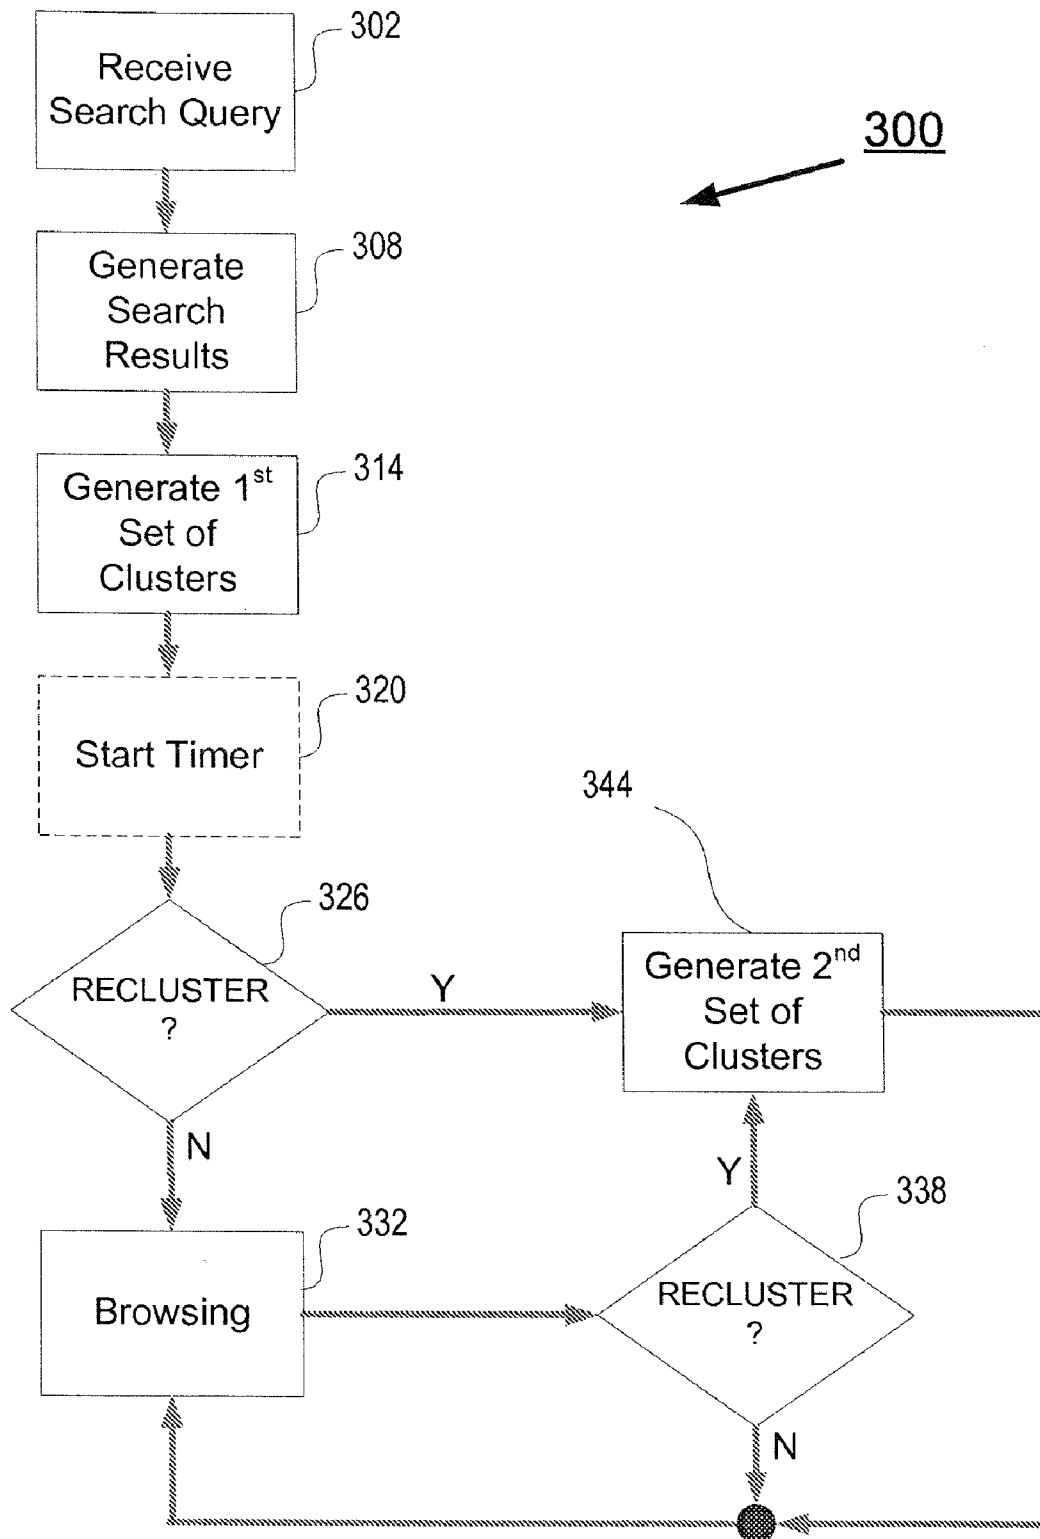 302
Receive
Search Query
300
308
Generate
Search
Results
314
Generate 1st
Set of
Clusters
320
Start Timer
344
326
RECLUSTER
?
Y
Generate 2nd
Set of
Clusters
N
Y
338
332
Browsing
RECLUSTER
?
N